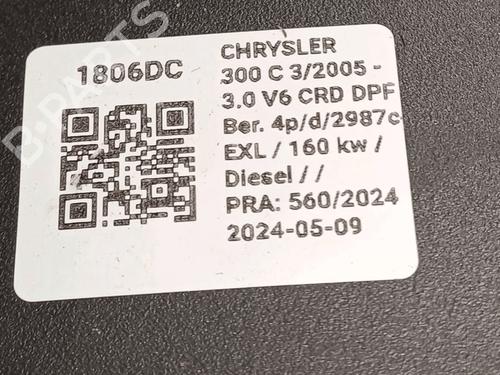 1806DC
CHRYSLER
300 C 3/2005 -
3.0 V6 CRD DPF
Ber. 4p/d/2987c
EXL / 160 kw /
Diesel / /
PRA: 560/2024
2024-05-09
B-PARTS